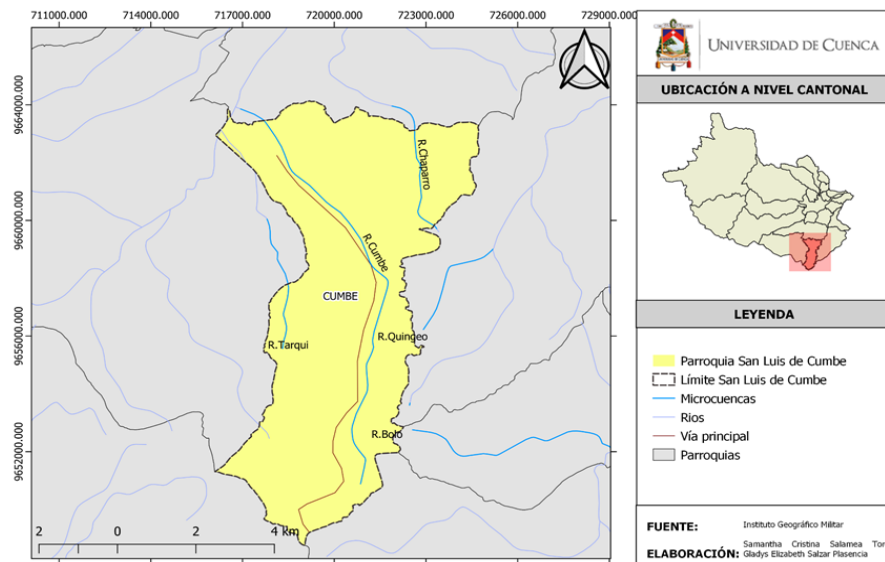 711000.000 714000.000 717000.000 720000.000 723000.000 726000.000 729000.000
9664000.000
9660000.000
9656000.000
9652000.000
R.Chaparro
R.Cumbe
CUMBE
R.Tarqui
R.Quingeo
R.Bolo
2 0 2 4 km
UNIVERSIDAD DE CUENCA
UBICACIÓN A NIVEL CANTONAL
LEYENDA
Parroquia San Luis de Cumbe
Límite San Luis de Cumbe
Microcuencas
Rios
Vía principal
Parroquias
FUENTE: Instituto Geográfico Militar
Samantha Cristina Salamea Tor
ELABORACIÓN: Gladys Elizabeth Salzar Plasencia